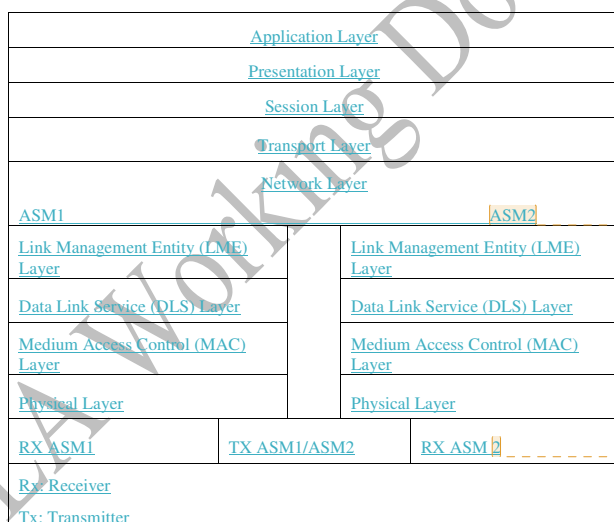 Application Layer
Presentation Layer
Session Layer
Transport Layer
Network Layer
ASM1 ASM2
Link Management Entity (LME)
Layer
Data Link Service (DLS) Layer
Medium Access Control (MAC)
Layer
Physical Layer
Link Management Entity (LME)
Layer
Data Link Service (DLS) Layer
Medium Access Control (MAC)
Layer
Physical Layer
RX ASM1 TX ASM1/ASM2 RX ASM 2
Rx: Receiver
Tx: Transmitter
LA Working Do